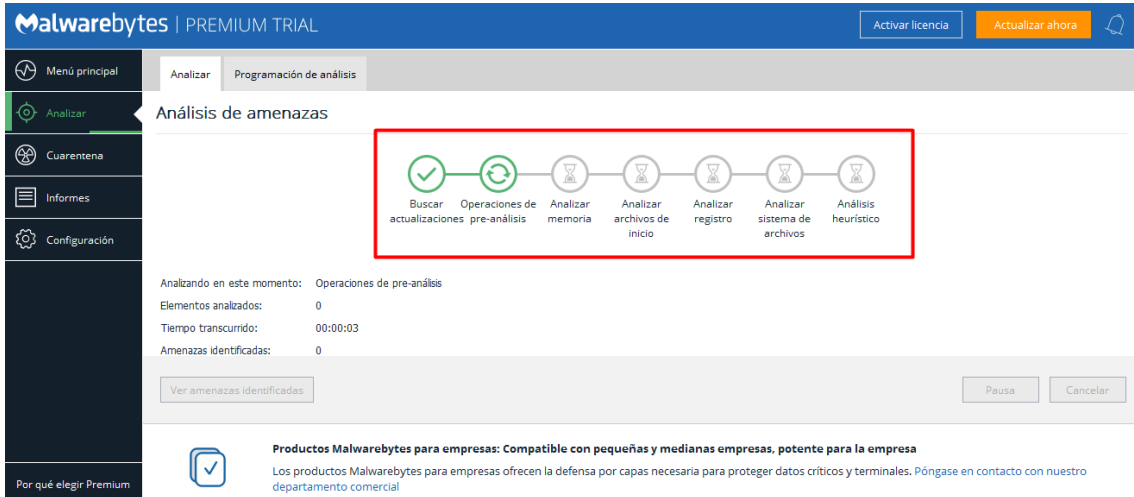 Malwarebytes | PREMIUM TRIAL
Activar licencia
Actualizar ahora
Menú principal
Analizar
Cuarentena
Informes
Configuración
Por qué elegir Premium
Analizar
Programación de análisis
Análisis de amenazas
Buscar
actualizaciones
Operaciones de
pre-análisis
Analizar
memoria
Analizar
archivos de
inicio
Analizar
registro
Analizar
sistema de
archivos
Análisis
heurístico
Analizando en este momento: Operaciones de pre-análisis
Elementos analizados: 0
Tiempo transcurrido: 00:00:03
Amenazas identificadas: 0
Ver amenazas identificadas
Pausa
Cancelar
Productos Malwarebytes para empresas: Compatible con pequeñas y medianas empresas, potente para la empresa
Los productos Malwarebytes para empresas ofrecen la defensa por capas necesaria para proteger datos críticos y terminales. Póngase en contacto con nuestro
departamento comercial